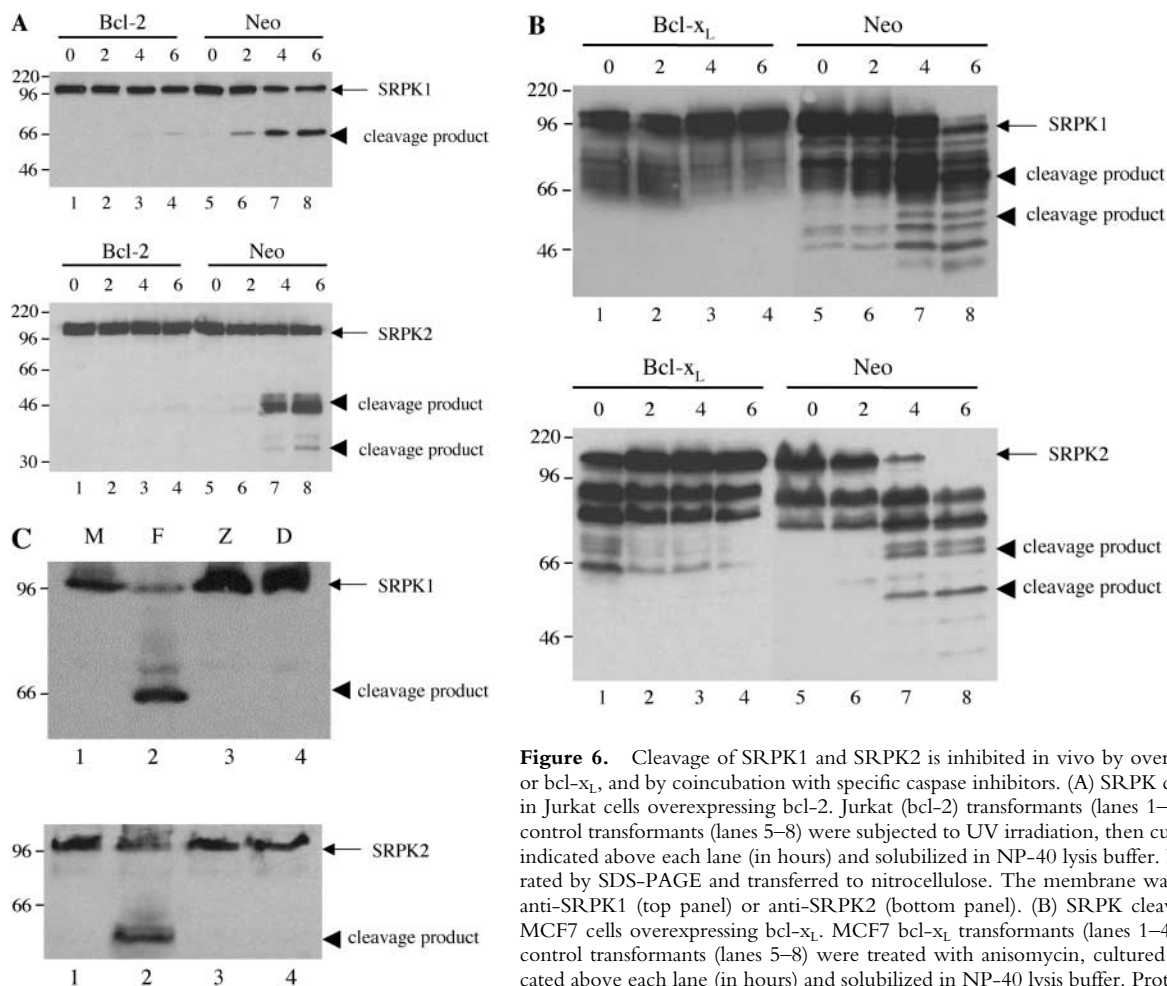 A
Bcl-2 Neo
0 2 4 6 0 2 4 6
220
96
66
46
SRPK1
cleavage product
1 2 3 4 5 6 7 8
Bcl-2 Neo
0 2 4 6 0 2 4 6
220
96
66
46
30
SRPK2
cleavage product
cleavage product
1 2 3 4 5 6 7 8
C
M F Z D
96
66
SRPK1
cleavage product
1 2 3 4
96
66
SRPK2
cleavage product
1 2 3 4
B
Bcl-xL Neo
0 2 4 6 0 2 4 6
220
96
66
46
SRPK1
cleavage product
cleavage product
1 2 3 4 5 6 7 8
Bcl-xL Neo
0 2 4 6 0 2 4 6
220
96
66
46
SRPK2
cleavage product
cleavage product
1 2 3 4 5 6 7 8
Figure 6. Cleavage of SRPK1 and SRPK2 is inhibited in vivo by over
or bcl-xL, and by coincubation with specific caspase inhibitors. (A) SRPK c
in Jurkat cells overexpressing bcl-2. Jurkat (bcl-2) transformants (lanes 1–
control transformants (lanes 5–8) were subjected to UV irradiation, then cu
indicated above each lane (in hours) and solubilized in NP-40 lysis buffer.
rated by SDS-PAGE and transferred to nitrocellulose. The membrane wa
anti-SRPK1 (top panel) or anti-SRPK2 (bottom panel). (B) SRPK cleav
MCF7 cells overexpressing bcl-xL. MCF7 bcl-xL transformants (lanes 1–4
control transformants (lanes 5–8) were treated with anisomycin, cultured
cated above each lane (in hours) and solubilized in NP-40 lysis buffer. Prot